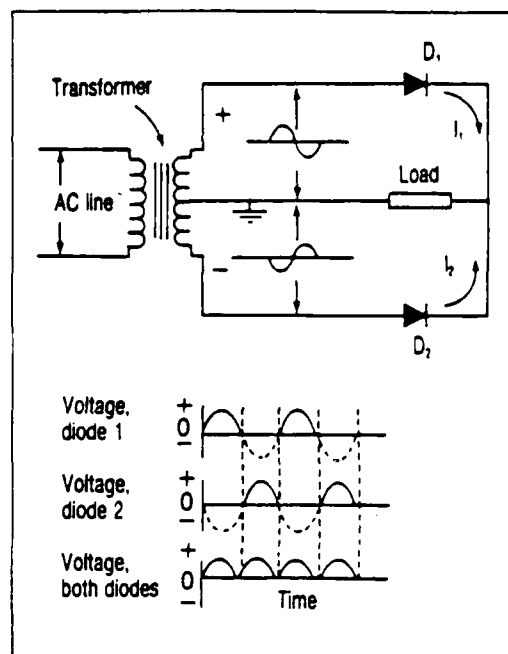 D₁
Transformer
+
I₁
AC line
Load
−
I₂
D₂
Voltage,
diode 1
+
0
−
Voltage,
diode 2
+
0
−
Voltage,
both diodes
+
0
−
Time